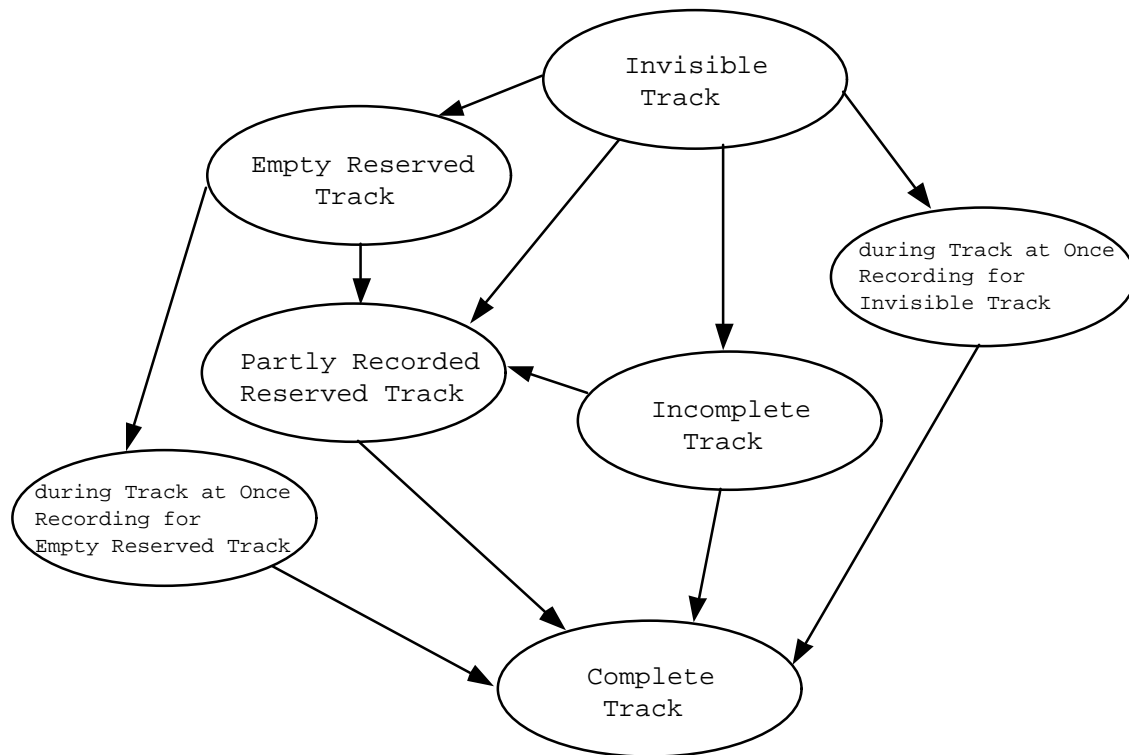 Invisible
Track
Empty Reserved
Track
during Track at Once
Recording for
Invisible Track
Partly Recorded
Reserved Track
Incomplete
Track
during Track at Once
Recording for
Empty Reserved Track
Complete
Track